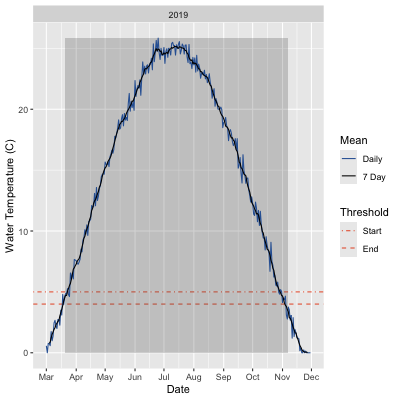 2019
Water Temperature (C)
20
10
0
Mar Apr May Jun Jul Aug Sep Oct Nov Dec
Date
Mean
Daily
7 Day
Threshold
Start
End